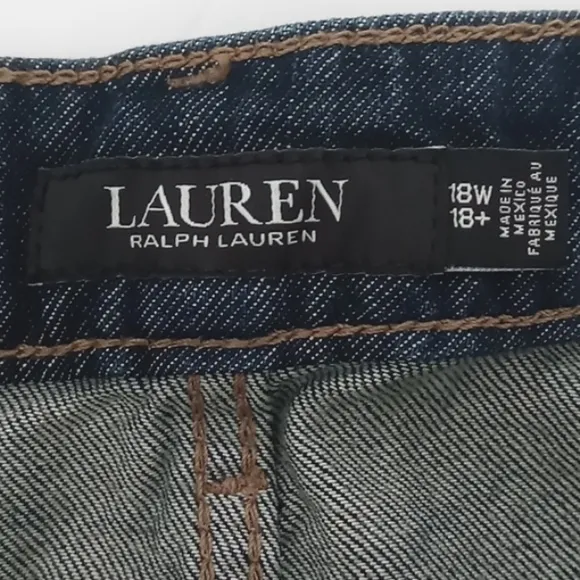 LAUREN
RALPH LAUREN
18W
18+
MADE IN
MEXICO
FABRIQUÉ AU
MEXIQUE